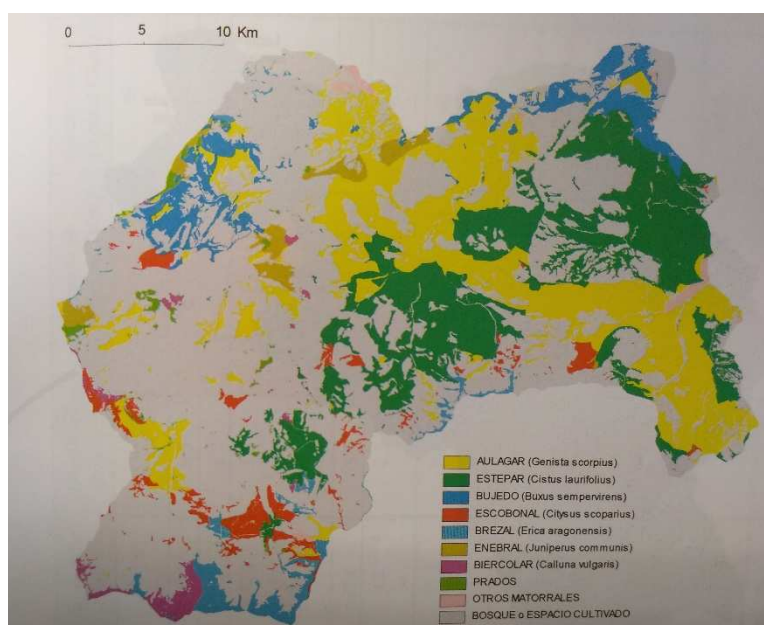 0 5 10 Km
AULAGAR (Genista scorpius)
ESTEPAR (Cistus laurifolius)
BUJEDO (Buxus sempervirens)
ESCOBONAL (Citysus scoparius)
BREZAL (Erica aragonensis)
ENEBRAL (Juniperus communis)
BIERCOLAR (Calluna vulgaris)
PRADOS
OTROS MATORRALES
BOSQUE o ESPACIO CULTIVADO